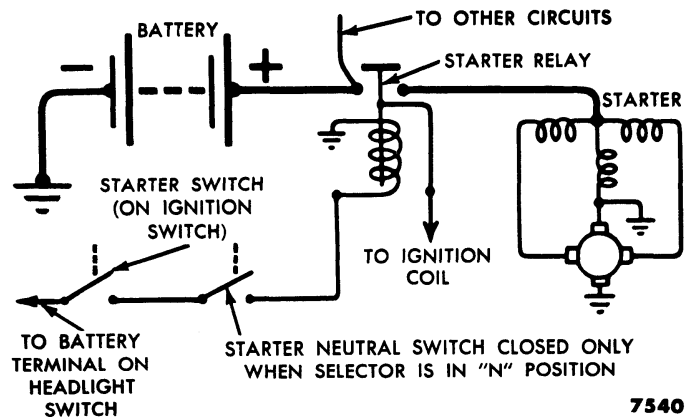 BATTERY
TO OTHER CIRCUITS
STARTER RELAY
STARTER
− +
STARTER SWITCH
(ON IGNITION
SWITCH)
TO IGNITION
COIL
TO BATTERY
TERMINAL ON
HEADLIGHT
SWITCH
STARTER NEUTRAL SWITCH CLOSED ONLY
WHEN SELECTOR IS IN "N" POSITION
7540